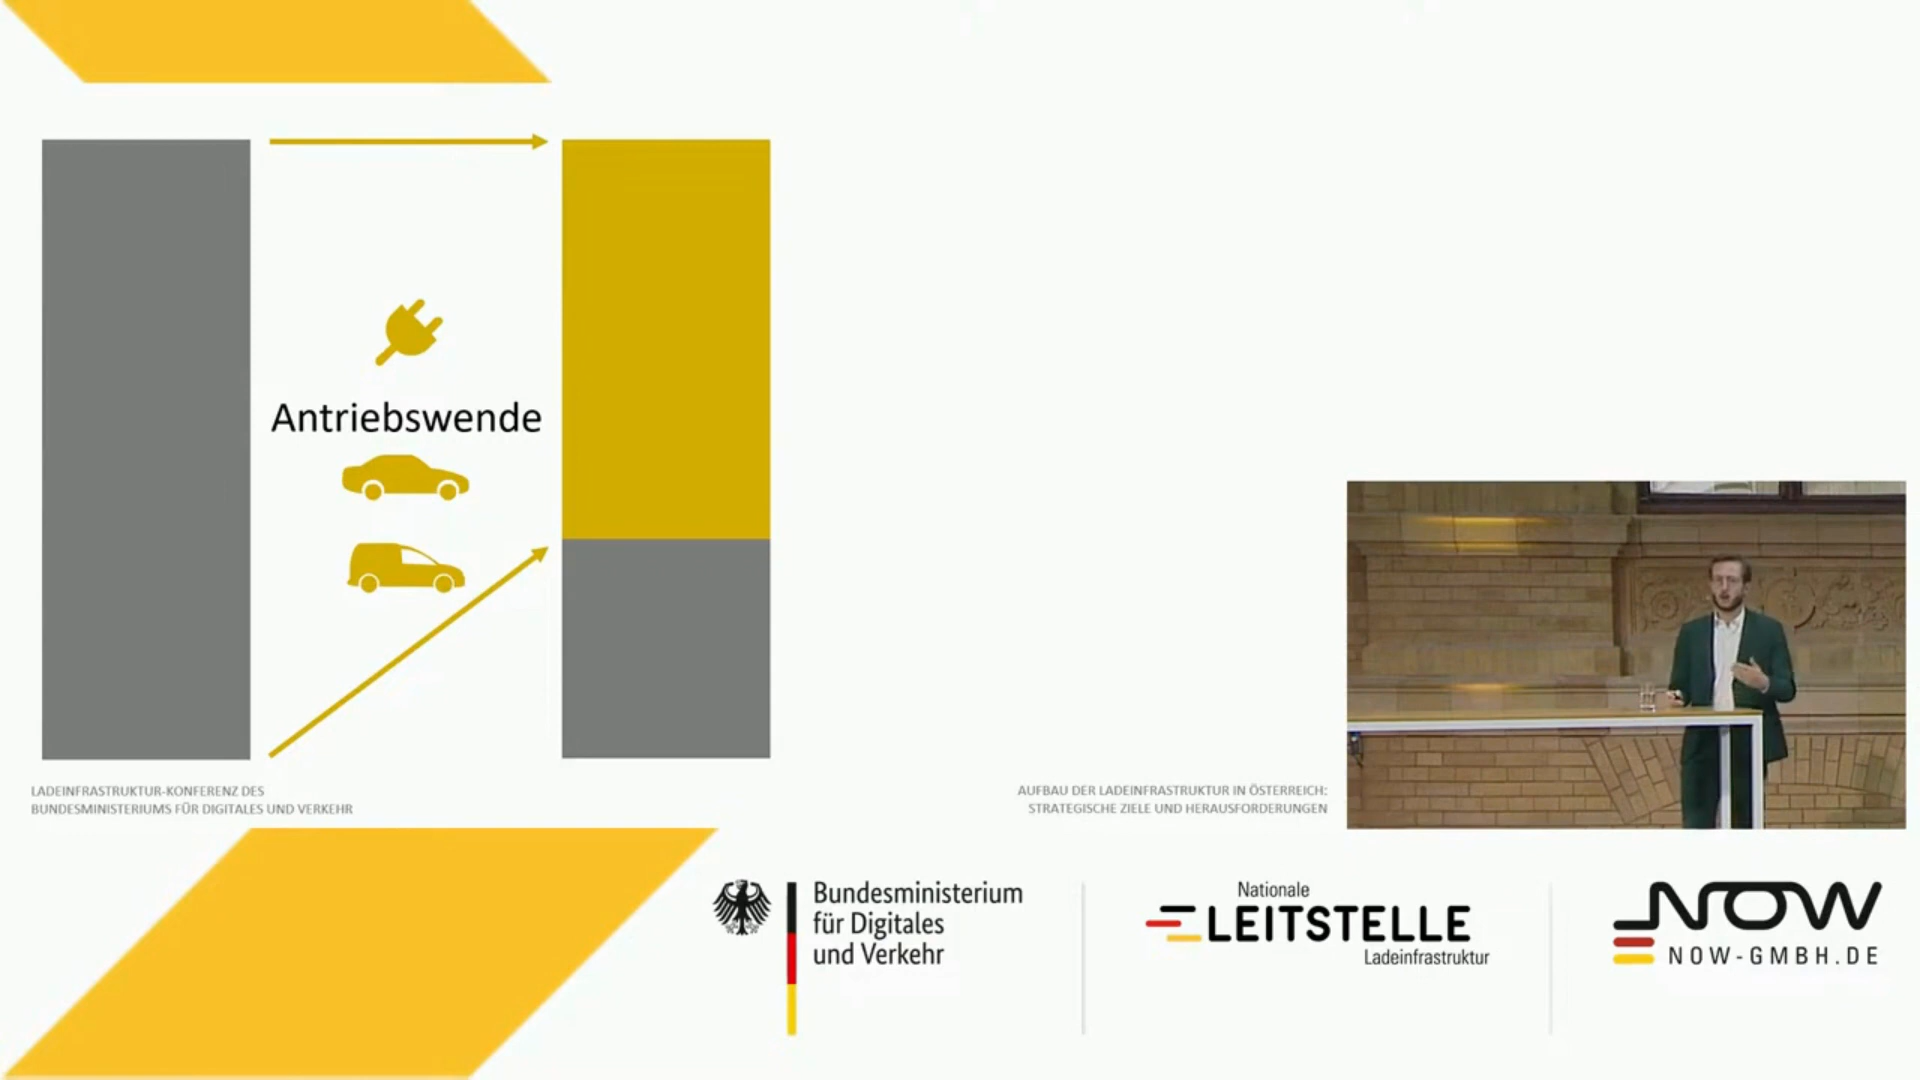 Antriebswende
LADEINFRASTRUKTUR-KONFERENZ DES
BUNDESMINISTERIUMS FÜR DIGITALES UND VERKEHR
AUFBAU DER LADEINFRASTRUKTUR IN ÖSTERREICH:
STRATEGISCHE ZIELE UND HERAUSFORDERUNGEN
Bundesministerium
für Digitales
und Verkehr
Nationale
LEITSTELLE
Ladeinfrastruktur
NOW
NOW-GMBH.DE